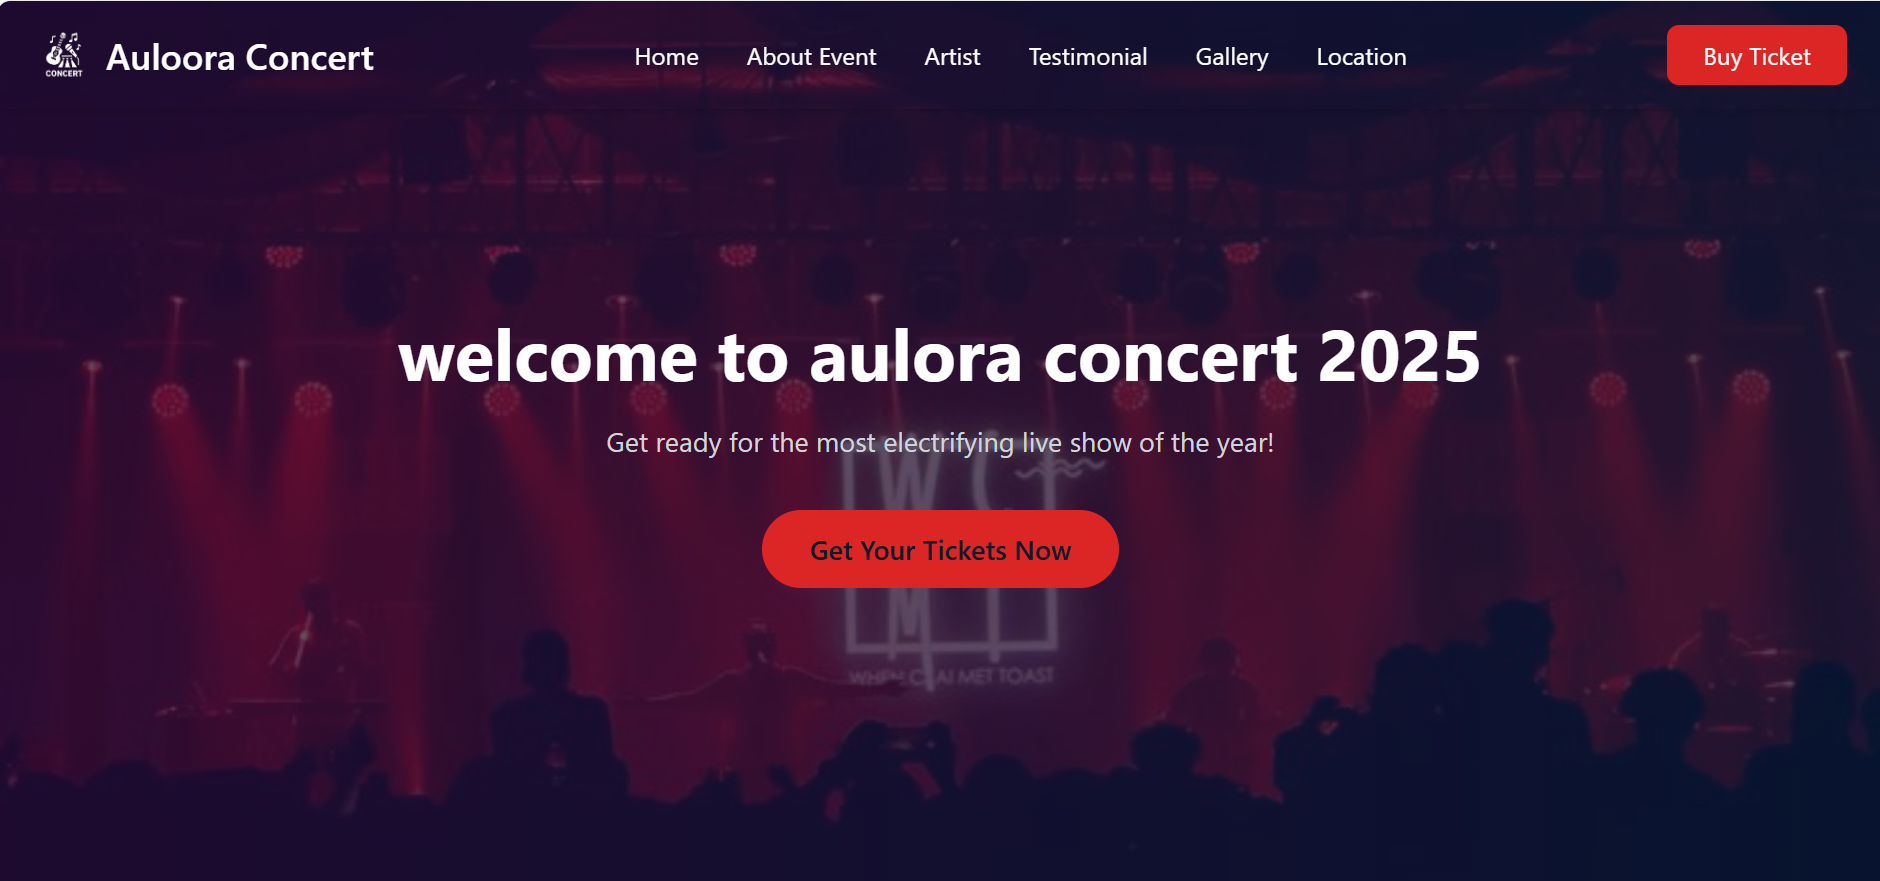 CONCERT
Auloora Concert
Home
About Event
Artist
Testimonial
Gallery
Location
Buy Ticket
welcome to aulora concert 2025
Get ready for the most electrifying live show of the year!
W C
Get Your Tickets Now
M
WHEN CHAI MET TOAST